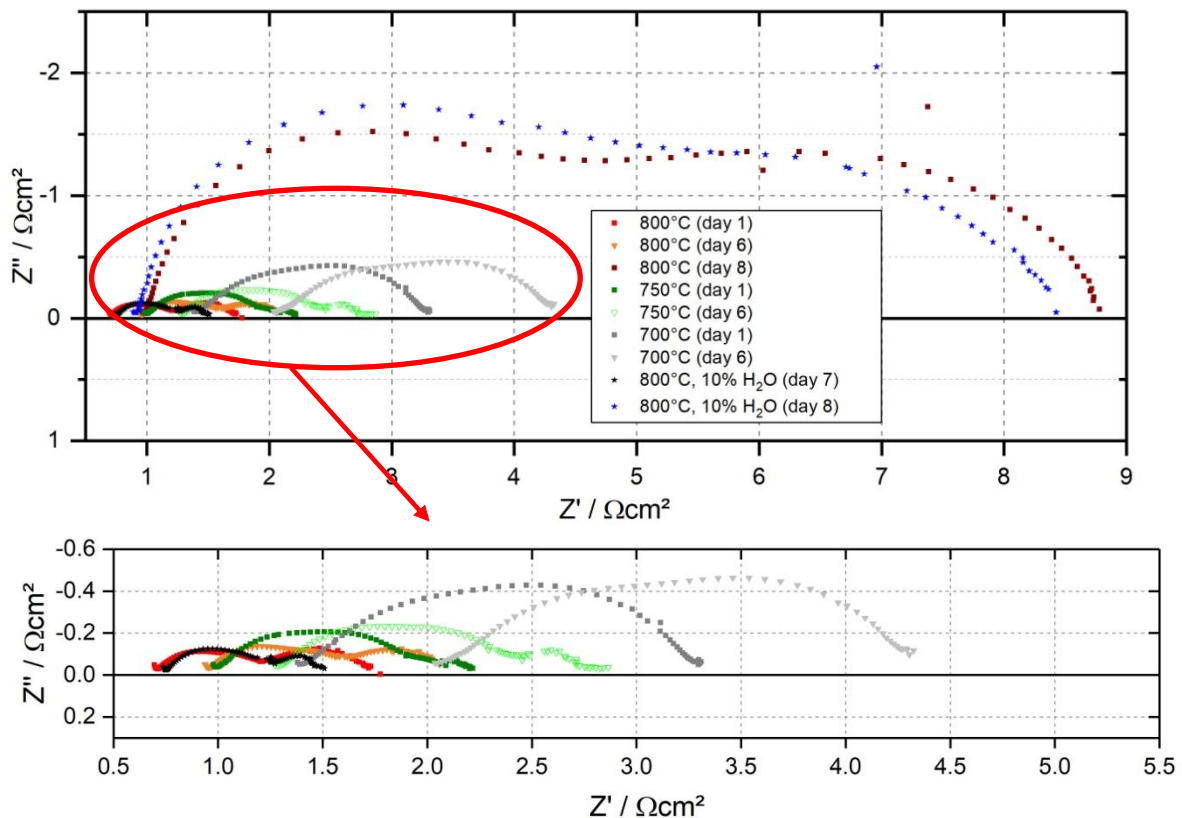 -2
-1
0
1
Z'' / Ωcm²
1 2 3 4 5 6 7 8 9
Z' / Ωcm²
800°C (day 1)
800°C (day 6)
800°C (day 8)
750°C (day 1)
750°C (day 6)
700°C (day 1)
700°C (day 6)
800°C, 10% H₂O (day 7)
800°C, 10% H₂O (day 8)
-0.6
-0.4
-0.2
0.0
0.2
Z'' / Ωcm²
0.5 1.0 1.5 2.0 2.5 3.0 3.5 4.0 4.5 5.0 5.5
Z' / Ωcm²